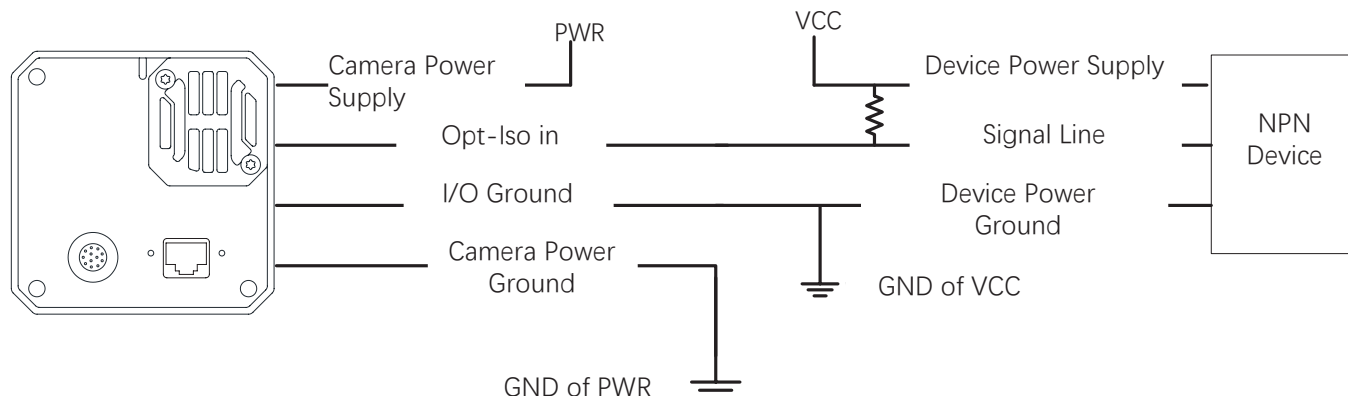 PWR
VCC
Camera Power
Supply
Device Power Supply
Opt-Iso in
Signal Line
NPN
Device
I/O Ground
Device Power
Ground
Camera Power
Ground
GND of VCC
GND of PWR